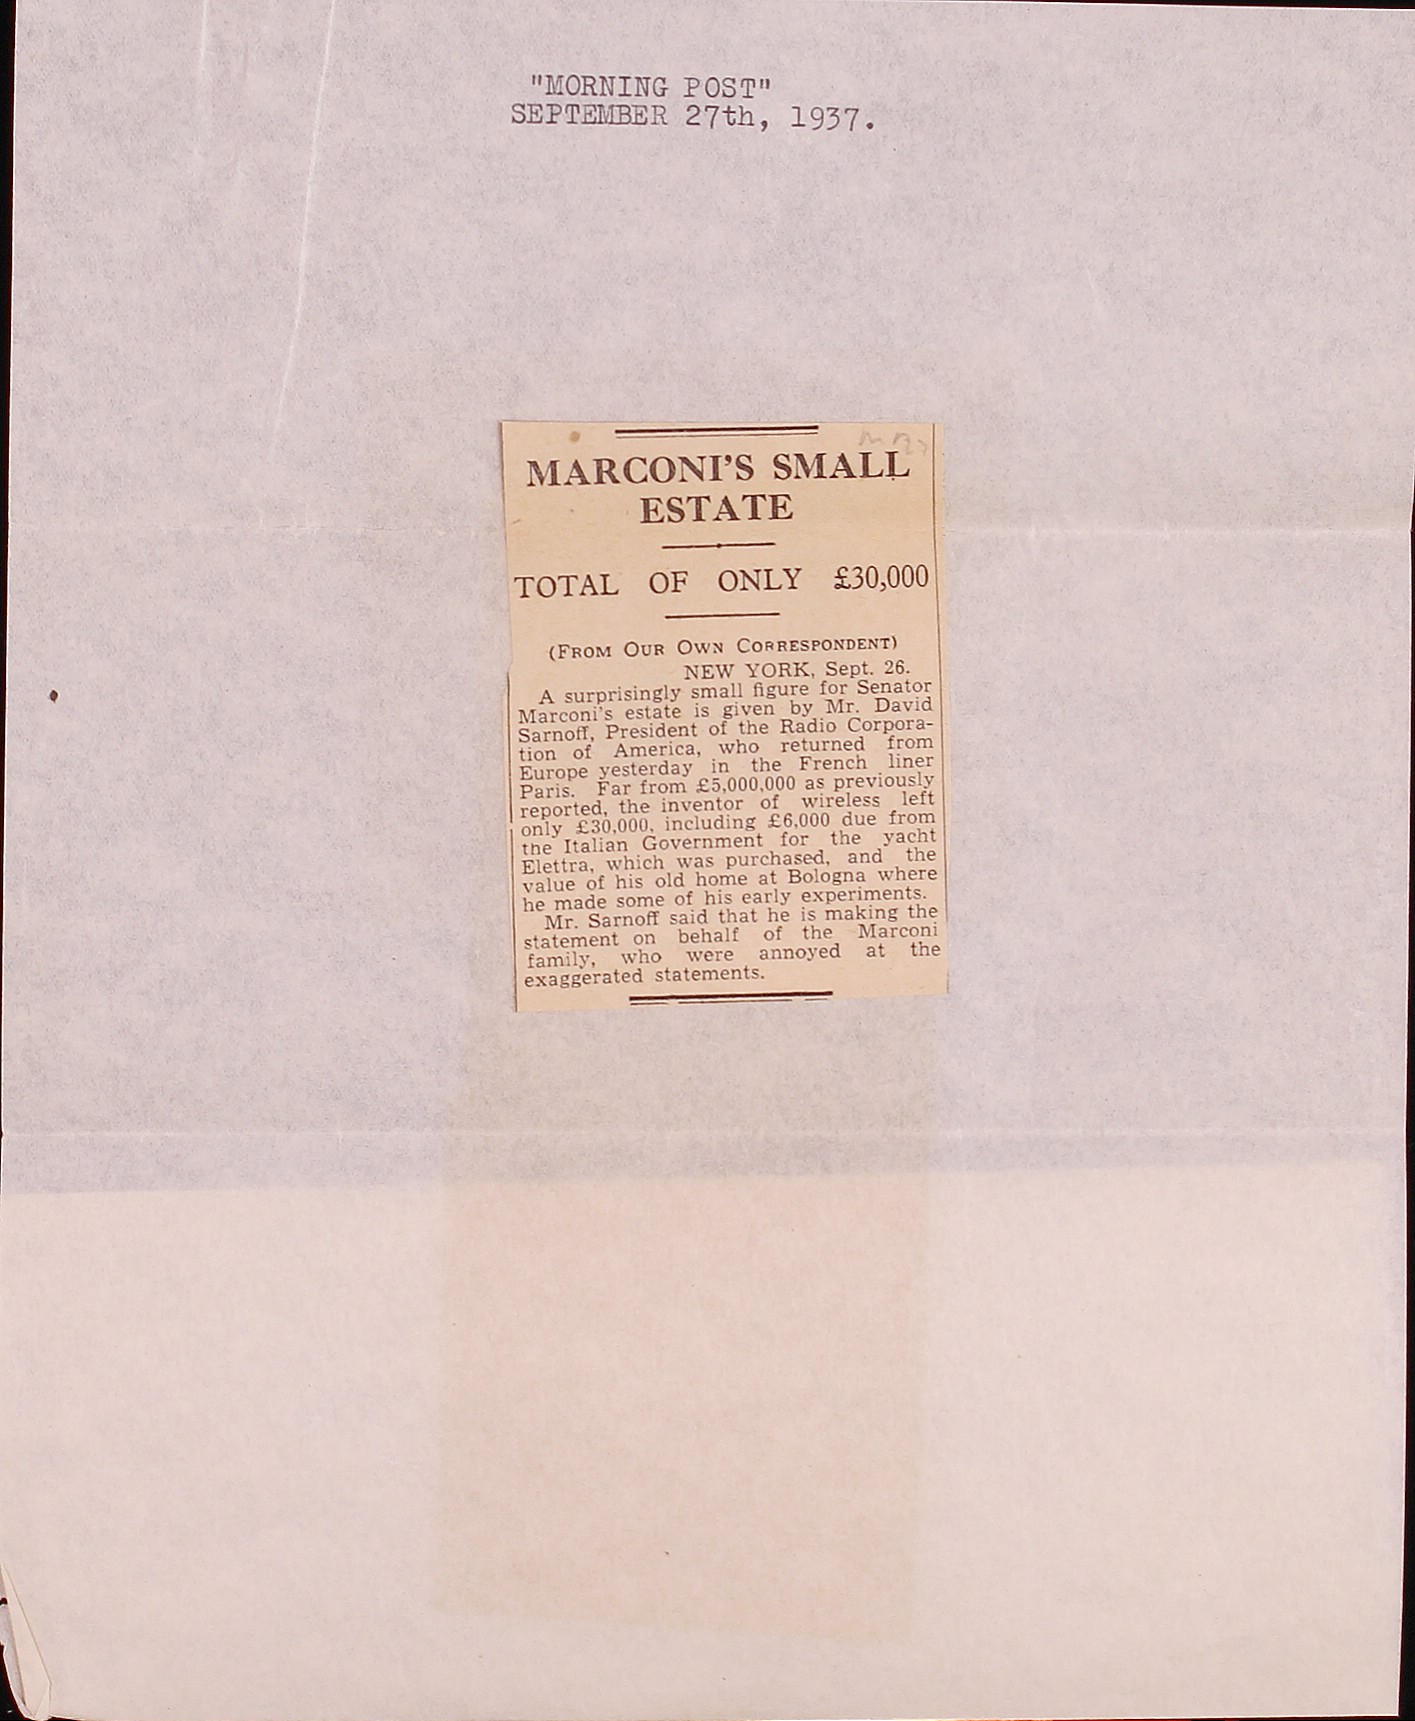 "MORNING POST"
SEPTEMBER 27th, 1937.
MARCONI'S SMALL
ESTATE
TOTAL OF ONLY £30,000
(FROM OUR OWN CORRESPONDENT)
NEW YORK, Sept. 26.
A surprisingly small figure for Senator
Marconi's estate is given by Mr. David
Sarnoff, President of the Radio Corpora-
tion of America, who returned from
Europe yesterday in the French liner
Paris. Far from £5,000,000 as previously
reported, the inventor of wireless left
only £30,000, including £6,000 due from
the Italian Government for the yacht
Elettra, which was purchased, and the
value of his old home at Bologna where
he made some of his early experiments.
Mr. Sarnoff said that he is making the
statement on behalf of the Marconi
family, who were annoyed at the
exaggerated statements.